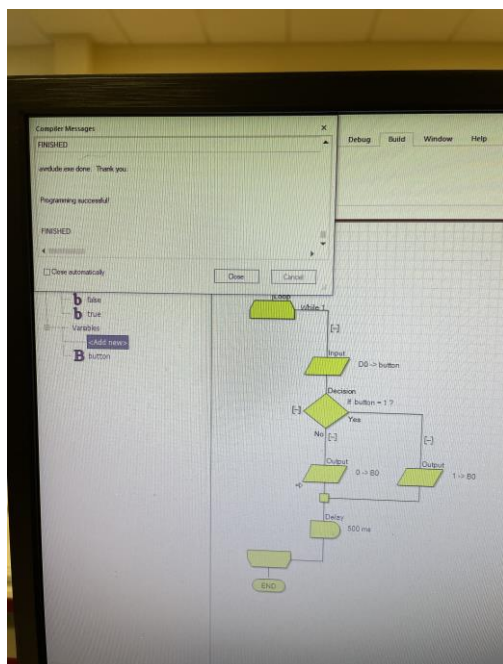 Compiler Messages
FINISHED
avrdude.exe done. Thank you.
Programming successful!
FINISHED
Close automatically
Close
Cancel
Debug Build Window Help
false
true
Variables
<Add new>
button
Loop
While 1
Input
D0 -> button
Decision
If button = 1 ?
Yes
No
Output
0 -> B0
Output
1 -> B0
Delay
500 ms
END